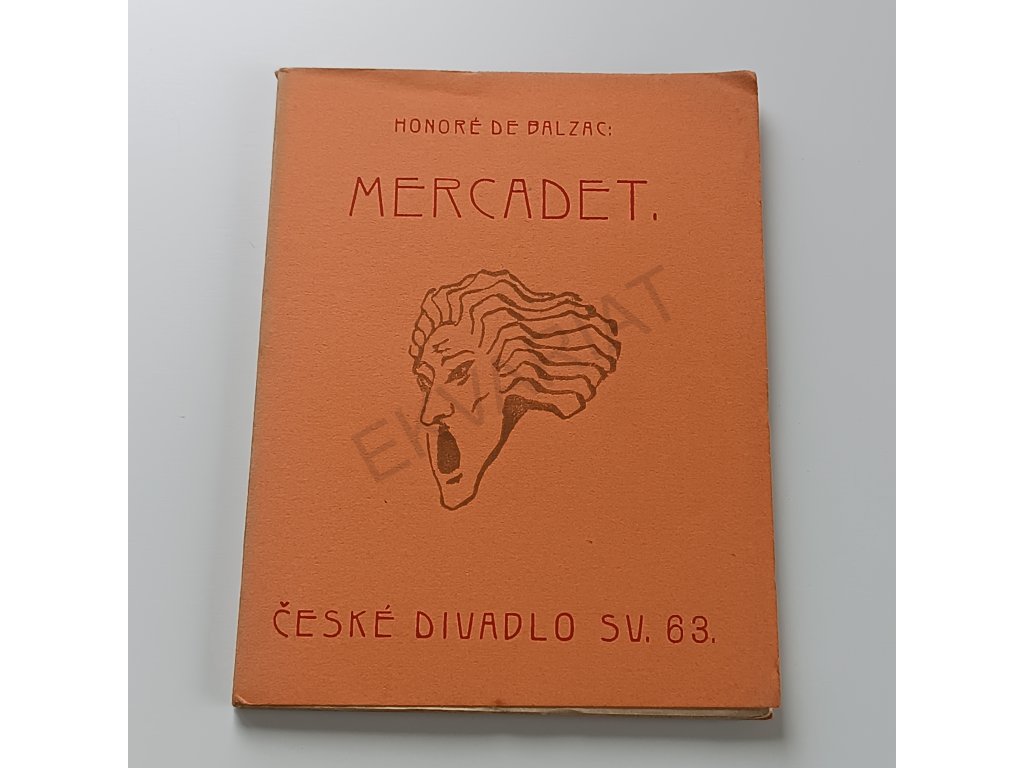 HONORÉ DE BALZAC:
MERCADET.
ČESKÉ DIVADLO SV. 63.